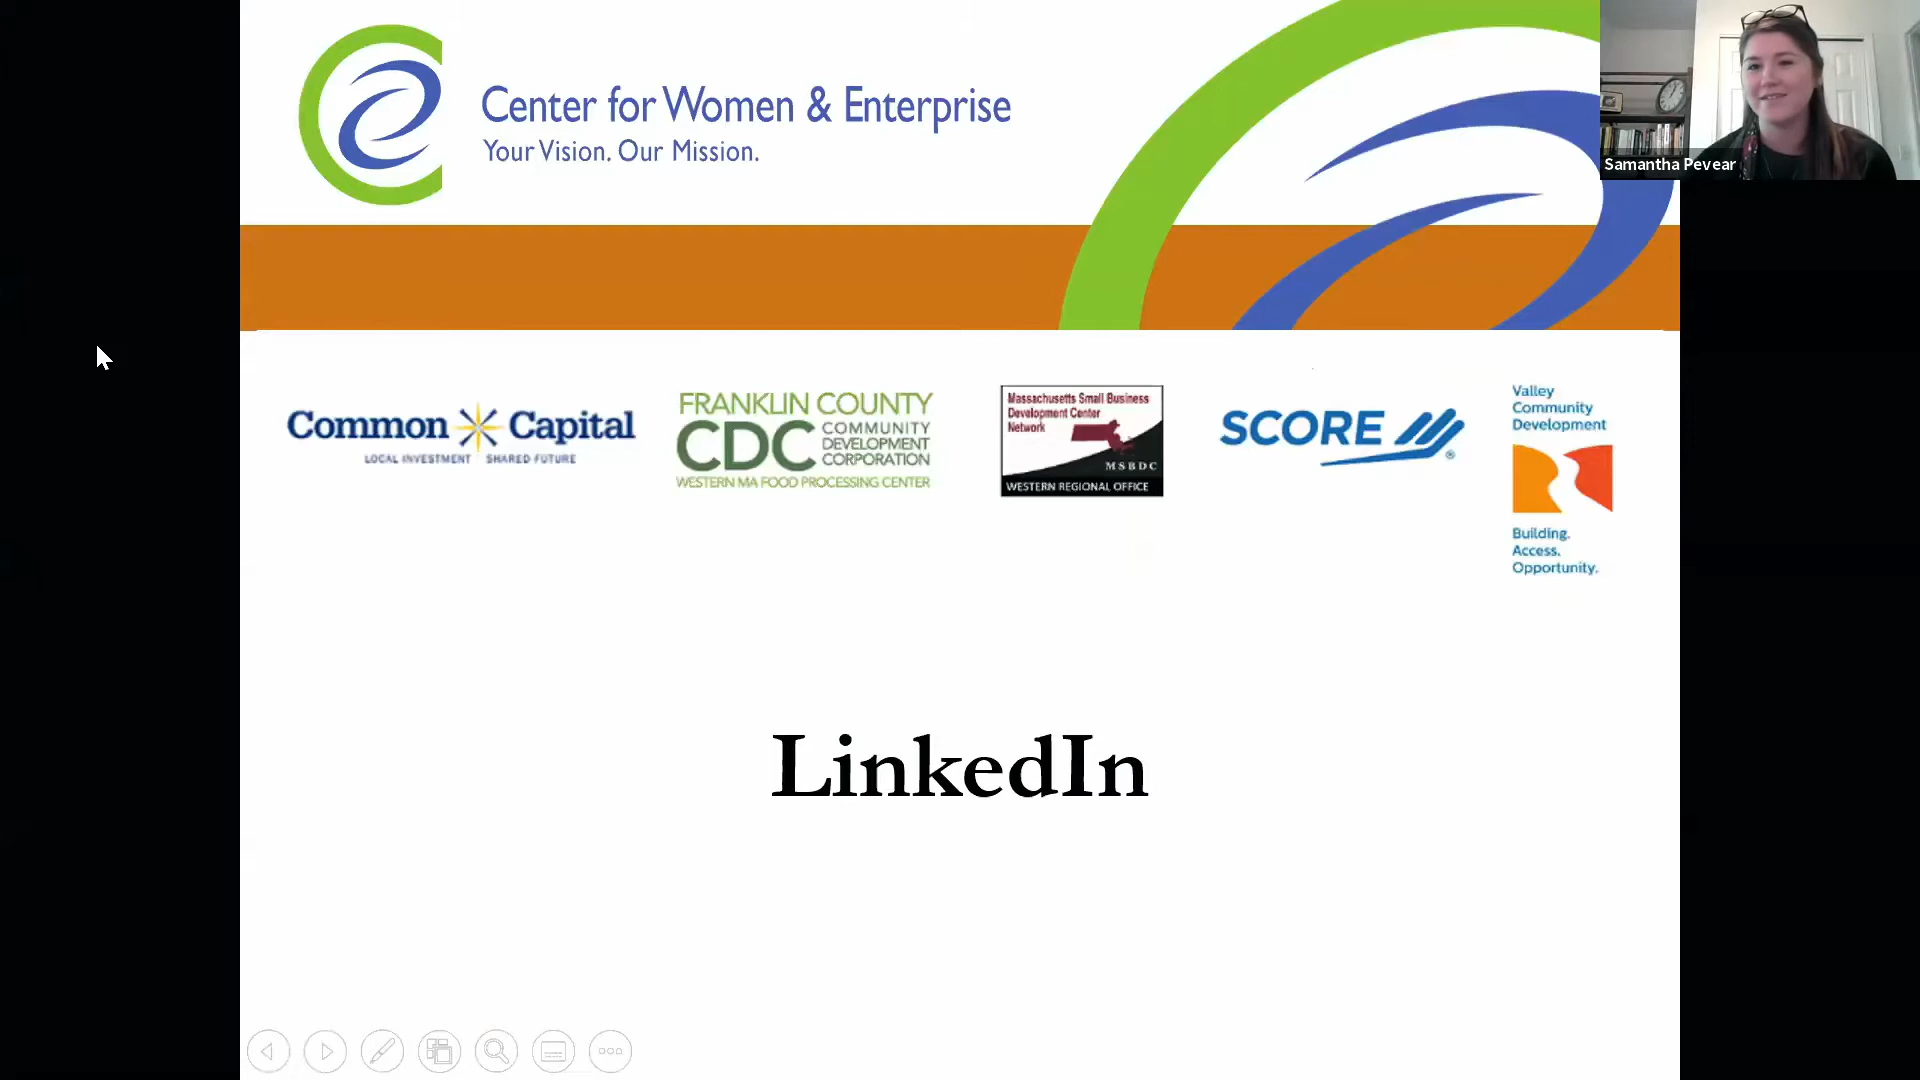 Center for Women & Enterprise
Your Vision. Our Mission.
Samantha Pevear
Common Capital
LOCAL INVESTMENT SHARED FUTURE
FRANKLIN COUNTY
CDC
COMMUNITY
DEVELOPMENT
CORPORATION
WESTERN MA FOOD PROCESSING CENTER
Massachusetts Small Business
Development Center
Network
MSBDC
WESTERN REGIONAL OFFICE
SCORE
®
Valley
Community
Development
Building.
Access.
Opportunity.
LinkedIn